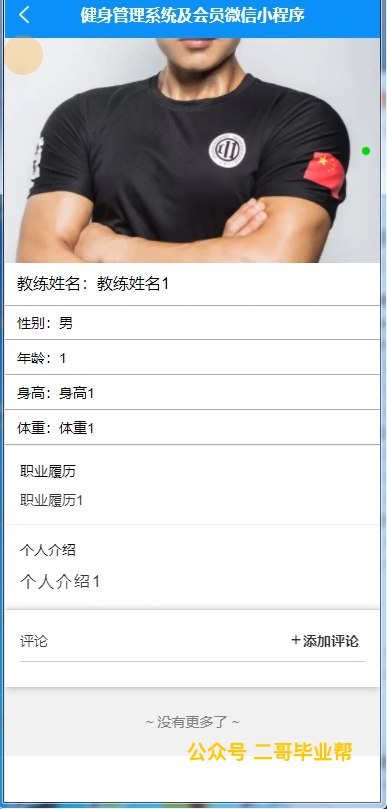 健身管理系统及会员微信小程序
教练姓名：教练姓名1
性别：男
年龄：1
身高：身高1
体重：体重1
职业履历
职业履历1
个人介绍
个人介绍1
评论 +添加评论
~ 没有更多了 ~
公众号 二哥毕业帮